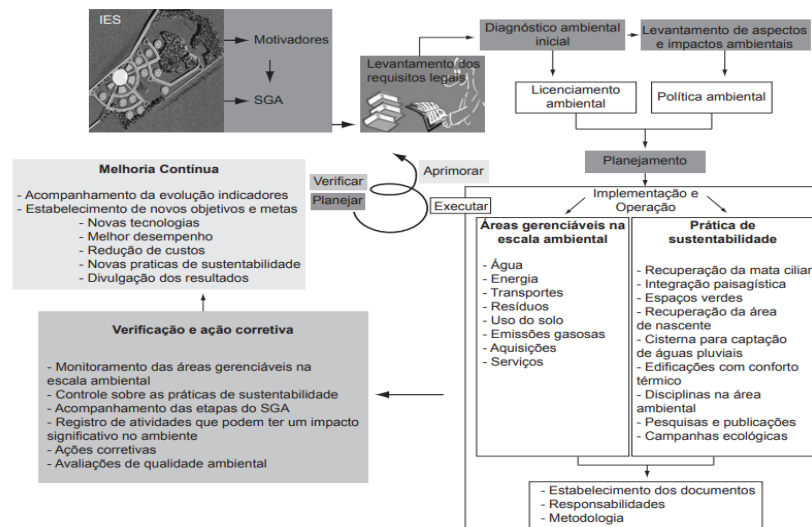 IES
Motivadores
SGA
Levantamento dos
requisitos legais
Diagnóstico ambiental
inicial
Levantamento de aspectos
e impactos ambientais
Licenciamento
ambiental
Política ambiental
Planejamento
Implementação e
Operação
Áreas gerenciáveis na
escala ambiental
- Água
- Energia
- Transportes
- Resíduos
- Uso do solo
- Emissões gasosas
- Aquisições
- Serviços
Prática de
sustentabilidade
- Recuperação da mata ciliar
- Integração paisagística
- Espaços verdes
- Recuperação da área
de nascente
- Cisterna para captação
de águas pluviais
- Edificações com conforto
térmico
- Disciplinas na área
ambiental
- Pesquisas e publicações
- Campanhas ecológicas
- Estabelecimento dos documentos
- Responsabilidades
- Metodologia
Verificar
Planejar
Aprimorar
Executar
Verificação e ação corretiva
- Monitoramento das áreas gerenciáveis na
escala ambiental
- Controle sobre as práticas de sustentabilidade
- Acompanhamento das etapas do SGA
- Registro de atividades que podem ter um impacto
significativo no ambiente
- Ações corretivas
- Avaliações de qualidade ambiental
Melhoria Contínua
- Acompanhamento da evolução indicadores
- Estabelecimento de novos objetivos e metas
- Novas tecnologias
- Melhor desempenho
- Redução de custos
- Novas praticas de sustentabilidade
- Divulgação dos resultados